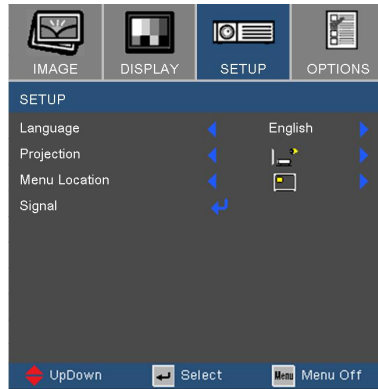 IMAGE DISPLAY SETUP OPTIONS
SETUP
Language English
Projection
Menu Location
Signal
UpDown Select Menu Menu Off